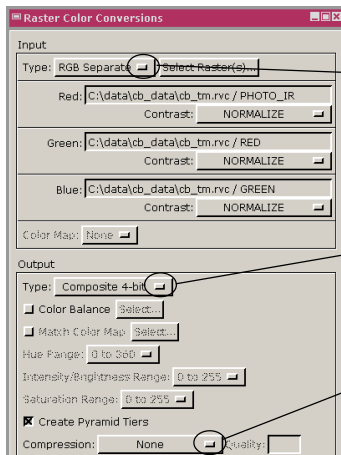 Raster Color Conversions
Input
Type: RGB Separate Select Raster(s)...
Red: C:\data\cb_data\cb_tm.rvc / PHOTO_IR
Contrast: NORMALIZE
Green: C:\data\cb_data\cb_tm.rvc / RED
Contrast: NORMALIZE
Blue: C:\data\cb_data\cb_tm.rvc / GREEN
Contrast: NORMALIZE
Color Map: None
Output
Type: Composite 4-bit
Color Balance Select...
Match Color Map Select...
Hue Range: 0 to 360
Intensity/Brightness Range: 0 to 255
Saturation Range: 0 to 255
Create Pyramid Tiers
Compression: None Quality: